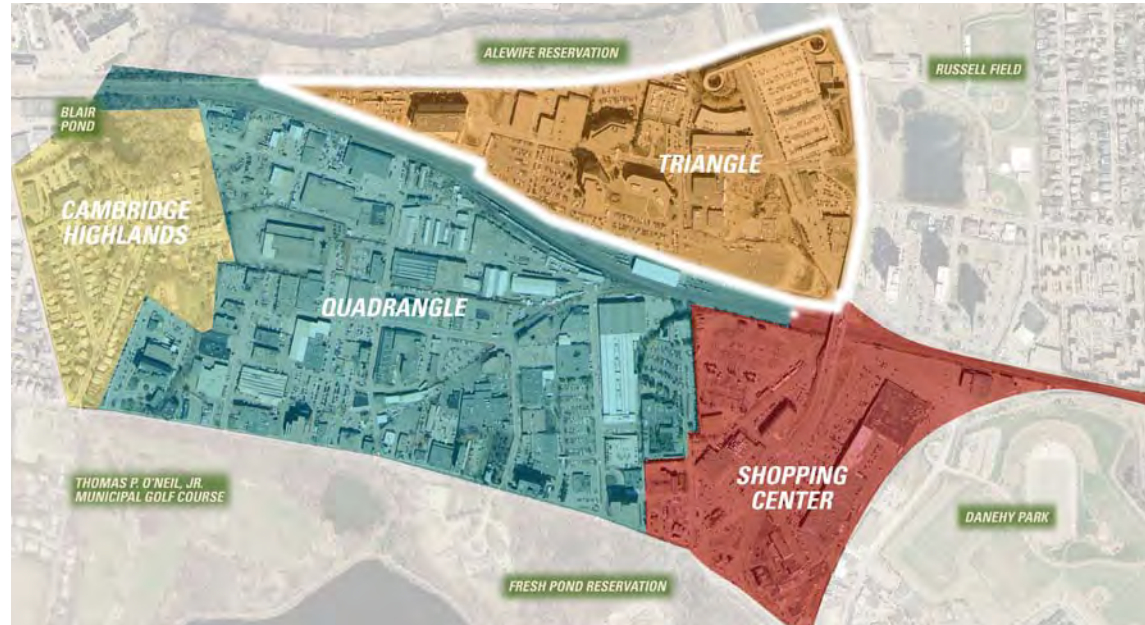 ALEWIFE RESERVATION
RUSSELL FIELD
BLAIR
POND
TRIANGLE
CAMBRIDGE
HIGHLANDS
QUADRANGLE
SHOPPING
CENTER
THOMAS P. O'NEIL, JR.
MUNICIPAL GOLF COURSE
DANEHY PARK
FRESH POND RESERVATION